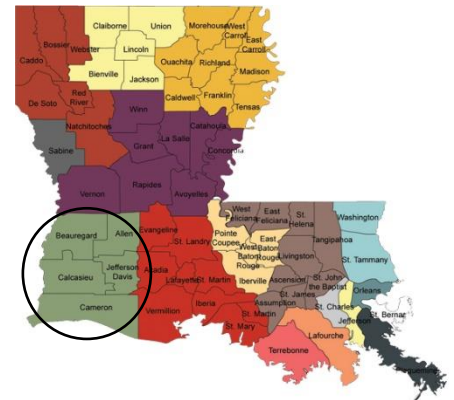 Claiborne
Union
Morehouse
West
Carroll
East
Carroll
Bossier
Webster
Lincoln
Caddo
Ouachita
Richland
Madison
Bienville
Jackson
De Soto
Red
River
Caldwell
Franklin
Tensas
Winn
Natchitoches
Catahoula
La Salle
Grant
Sabine
Concordia
Vernon
Rapides
Avoyelles
West
Feliciana
East
Feliciana
St.
Helena
Washington
Tangipahoa
Beauregard
Allen
Evangeline
St. Landry
Pointe
Coupee
West
Baton
Rouge
East
Baton
Rouge
Livingston
St. Tammany
Calcasieu
Jefferson
Davis
Acadia
Lafayette
St. Martin
Iberville
Ascension
St. John
the Baptist
Orleans
St. James
Cameron
Vermilion
Iberia
Assumption
St. Charles
St. Martin
Jefferson
St. Bernar
St. Mary
Lafourche
Terrebonne
Plaquemines